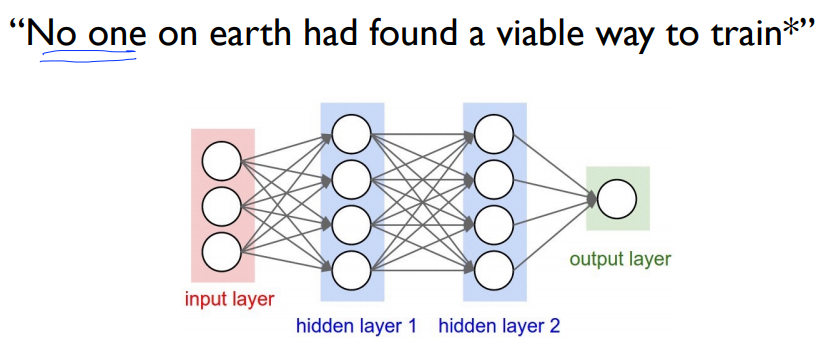 “No one on earth had found a viable way to train*”
input layer
hidden layer 1
hidden layer 2
output layer